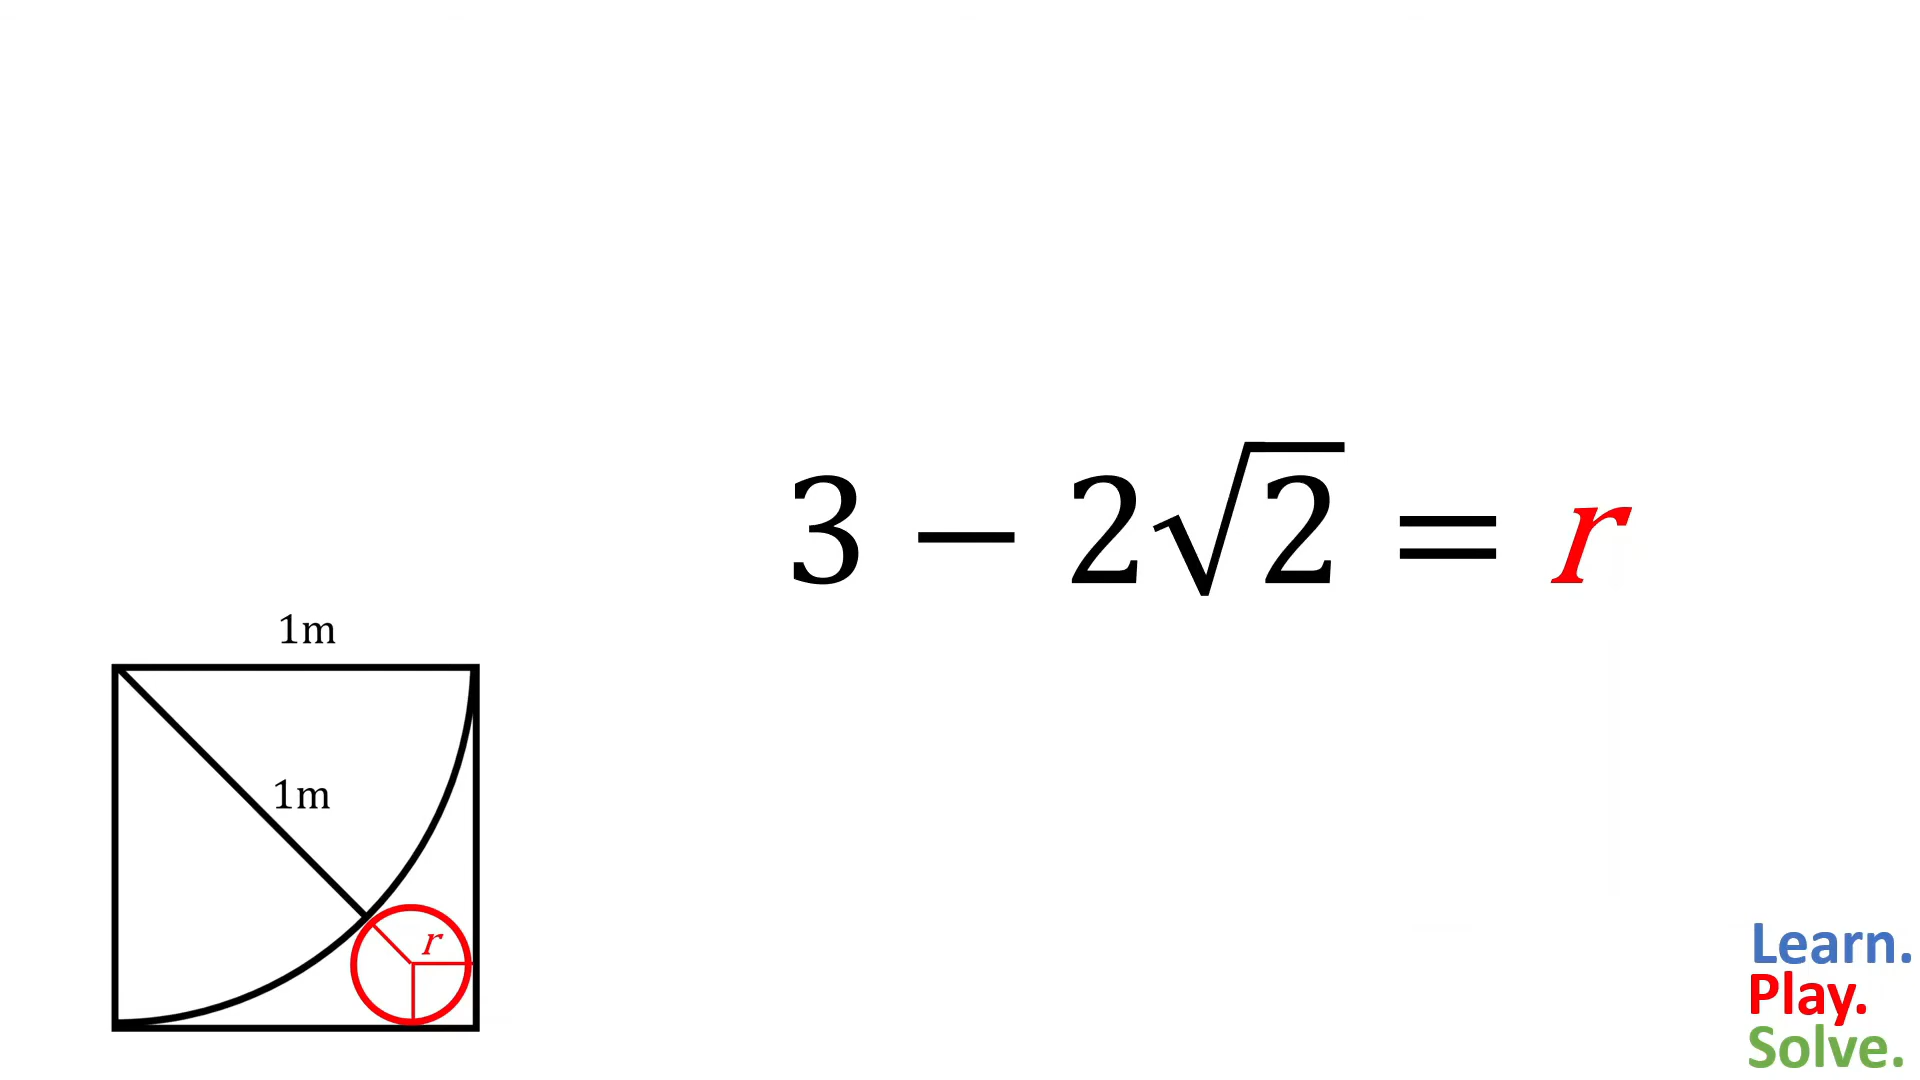 3 − 2√2 = r
1m
1m
r
Learn.
Play.
Solve.